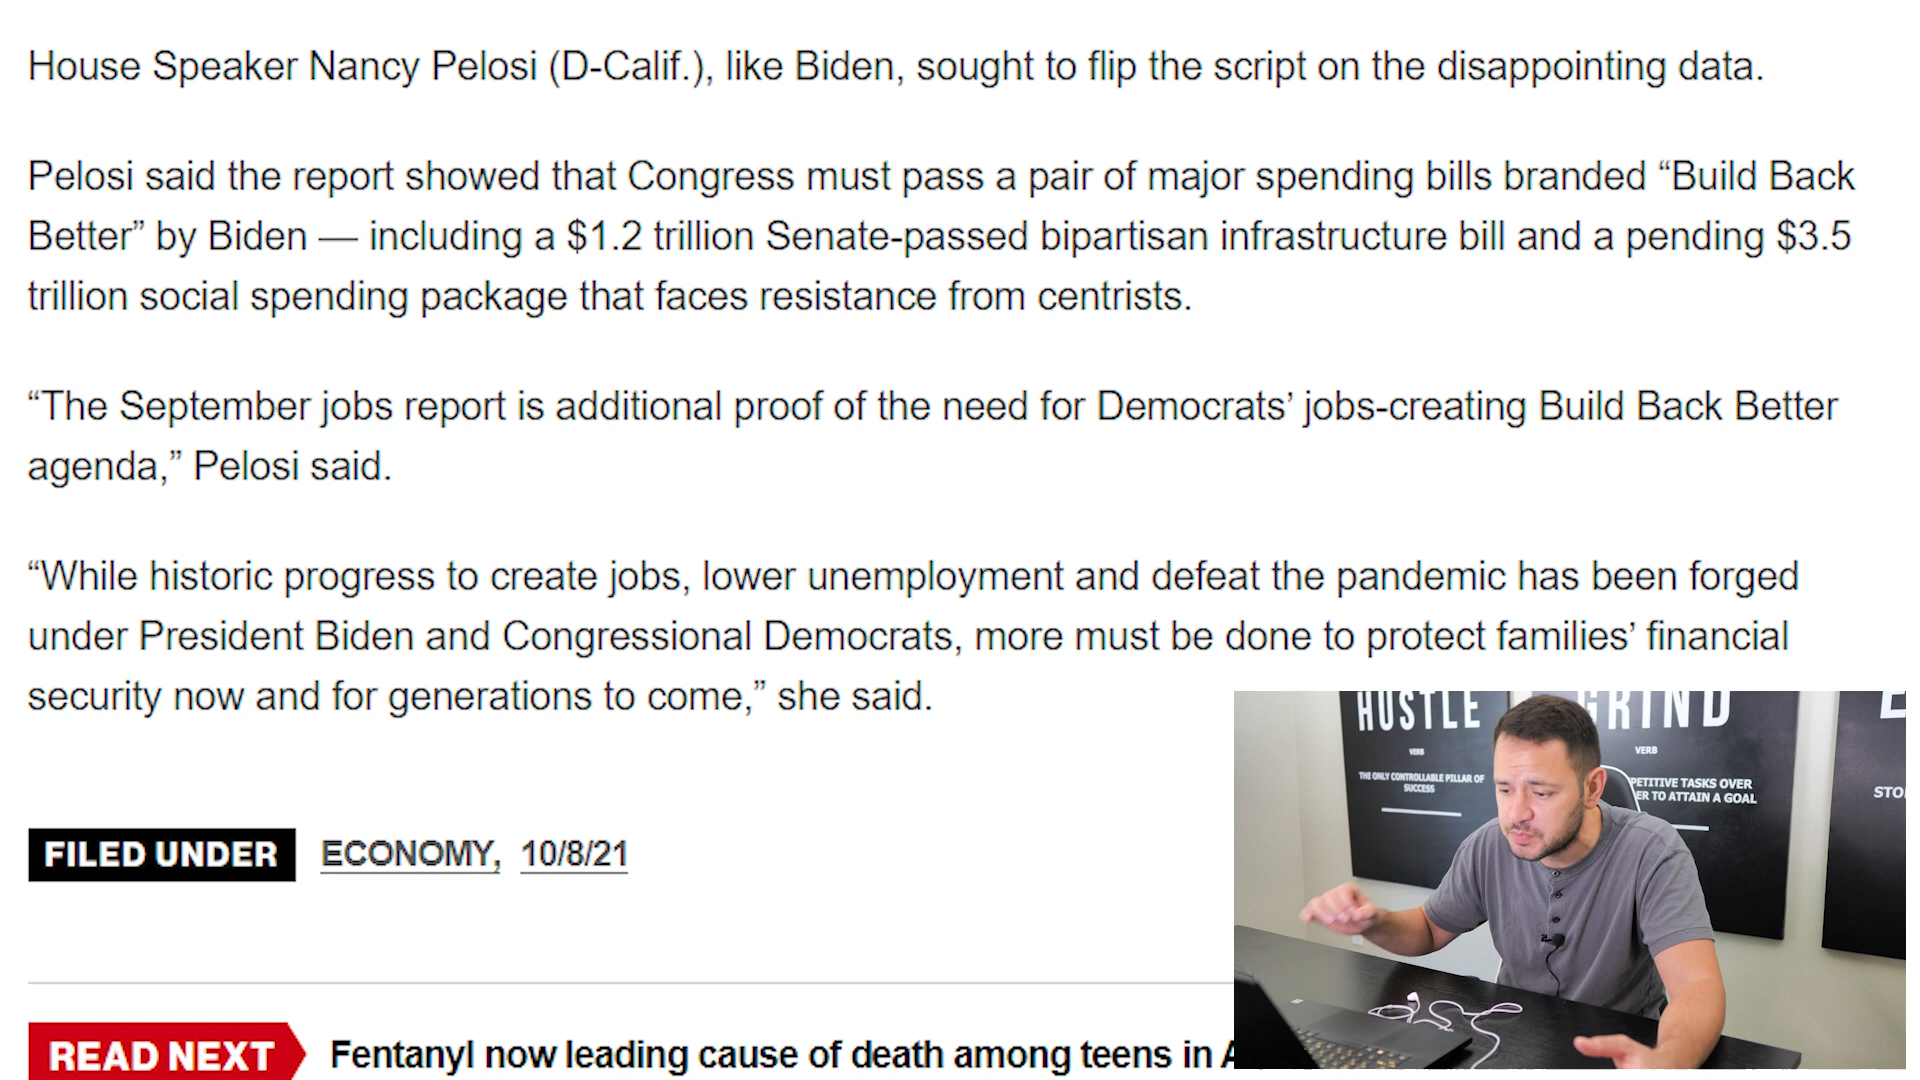 House Speaker Nancy Pelosi (D-Calif.), like Biden, sought to flip the script on the disappointing data.
Pelosi said the report showed that Congress must pass a pair of major spending bills branded “Build Back
Better” by Biden — including a $1.2 trillion Senate-passed bipartisan infrastructure bill and a pending $3.5
trillion social spending package that faces resistance from centrists.
“The September jobs report is additional proof of the need for Democrats’ jobs-creating Build Back Better
agenda,” Pelosi said.
“While historic progress to create jobs, lower unemployment and defeat the pandemic has been forged
under President Biden and Congressional Democrats, more must be done to protect families’ financial
security now and for generations to come,” she said.
FILED UNDER ECONOMY, 10/8/21
READ NEXT Fentanyl now leading cause of death among teens in
HUSTLE
VERB
THE ONLY CONTROLLABLE PILLAR OF
SUCCESS
GRIND
VERB
TASKS OVER
TO ATTAIN A GOAL